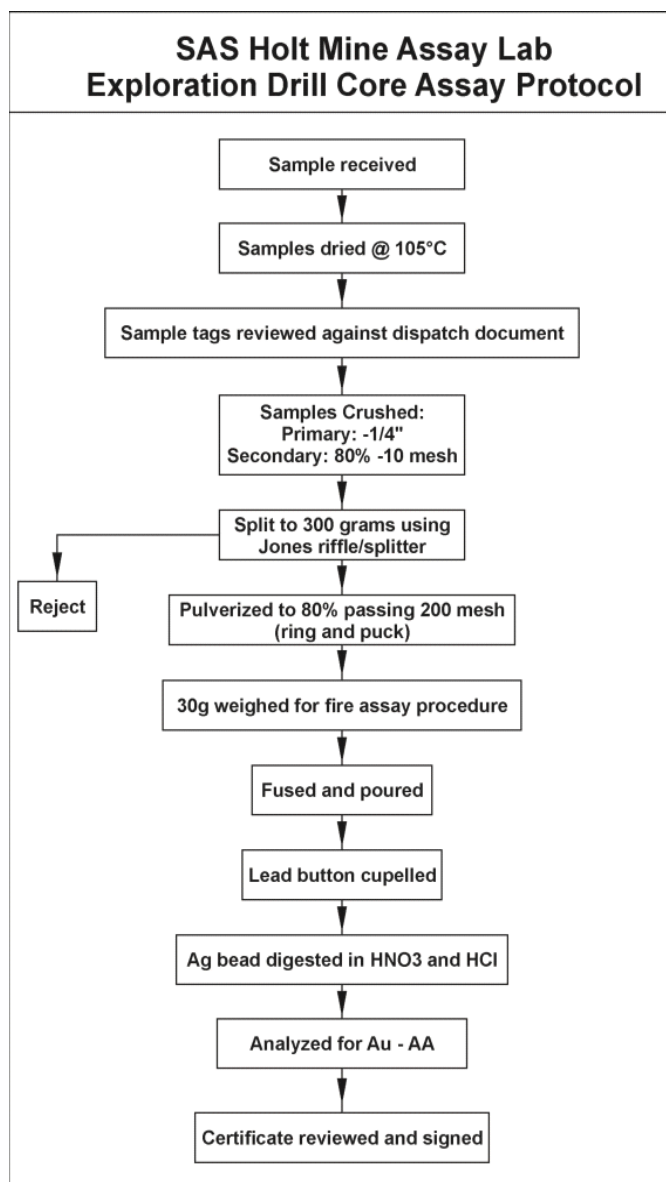 SAS Holt Mine Assay Lab
Exploration Drill Core Assay Protocol
Sample received
Samples dried @ 105°C
Sample tags reviewed against dispatch document
Samples Crushed:
Primary: -1/4"
Secondary: 80% -10 mesh
Split to 300 grams using
Jones riffle/splitter
Reject
Pulverized to 80% passing 200 mesh
(ring and puck)
30g weighed for fire assay procedure
Fused and poured
Lead button cupelled
Ag bead digested in HNO3 and HCl
Analyzed for Au - AA
Certificate reviewed and signed